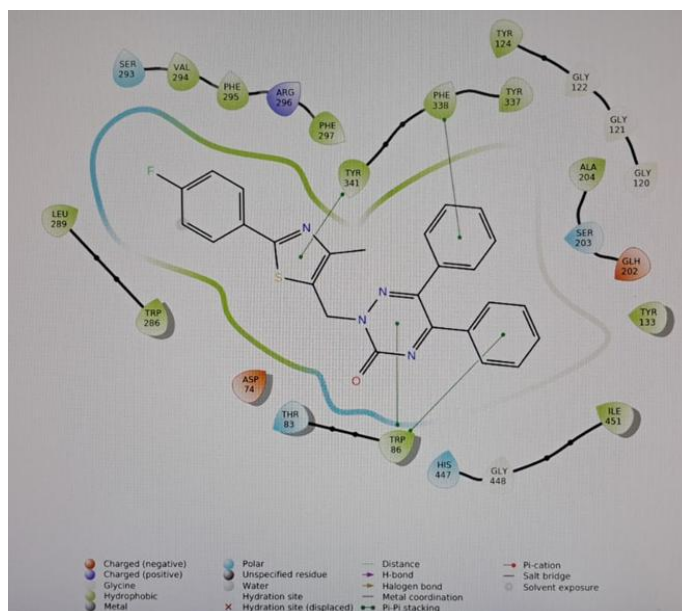 TYR
124
SER
293
VAL
294
PHE
295
ARG
296
PHE
297
PHE
338
TYR
337
GLY
122
GLY
121
GLY
120
TYR
341
ALA
204
SER
203
GLH
202
F
N
S
LEU
289
TRP
286
N
N
N
O
TYR
133
ASP
74
THR
83
TRP
86
HIS
447
GLY
448
ILE
451
Charged (negative)
Charged (positive)
Glycine
Hydrophobic
Metal
Polar
Unspecified residue
Water
Hydration site
Hydration site (displaced)
Distance
H-bond
Halogen bond
Metal coordination
Pi-Pi stacking
Pi-cation
Salt bridge
Solvent exposure